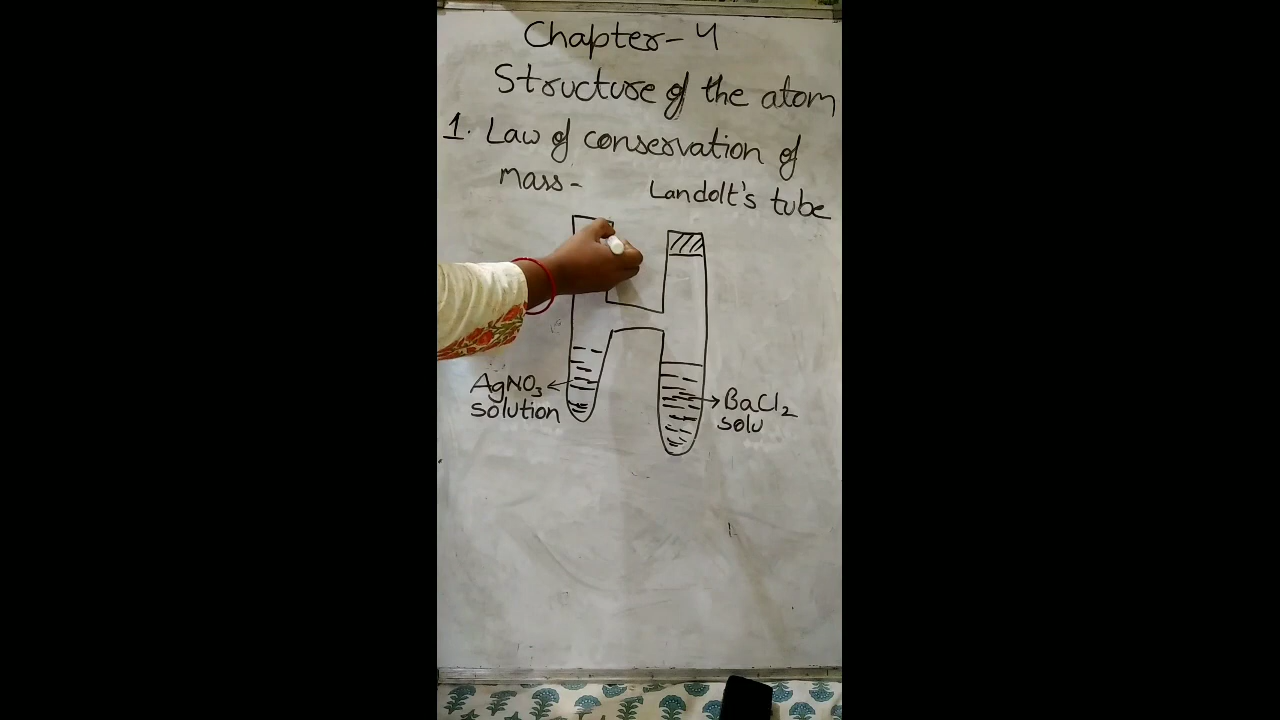 Chapter-4
Structure of the atom
1. Law of conservation of
mass-
Landolt's tube
AgNO₃
solution
BaCl₂
solu